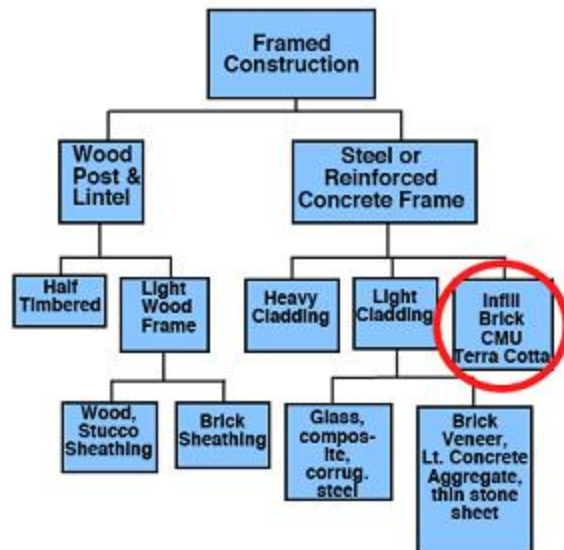 Framed
Construction
Wood
Post &
Lintel
Steel or
Reinforced
Concrete Frame
Half
Timbered
Light
Wood
Frame
Heavy
Cladding
Light
Cladding
Infill
Brick
CMU
Terra Cotta
Wood,
Stucco
Sheathing
Brick
Sheathing
Glass,
compos-
ite,
corrug.
steel
Brick
Veneer,
Lt. Concrete
Aggregate,
thin stone
sheet